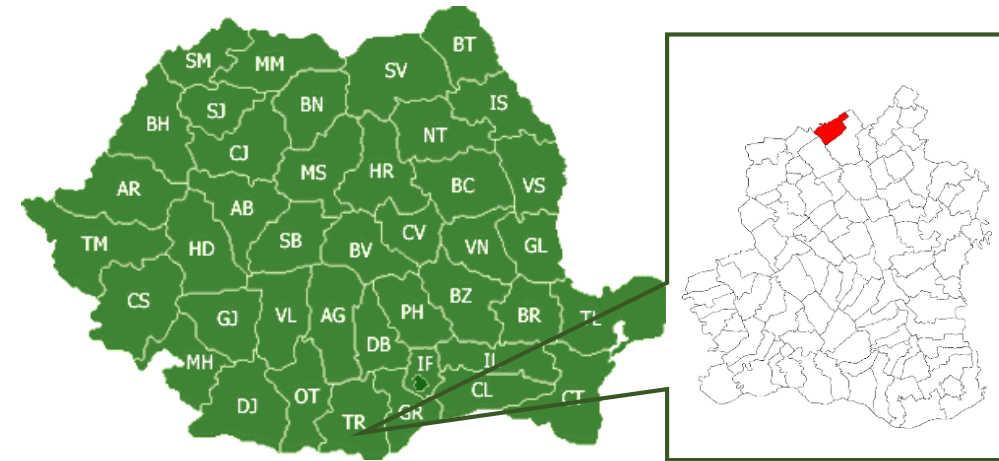 BT
SM
MM
SV
SJ
BN
IS
BH
NT
CJ
MS
HR
BC
VS
AR
AB
TM
HD
SB
BV
CV
VN
GL
CS
GJ
VL
AG
PH
BZ
BR
TL
DB
MH
IF
IL
DJ
OT
TR
GR
CL
CT